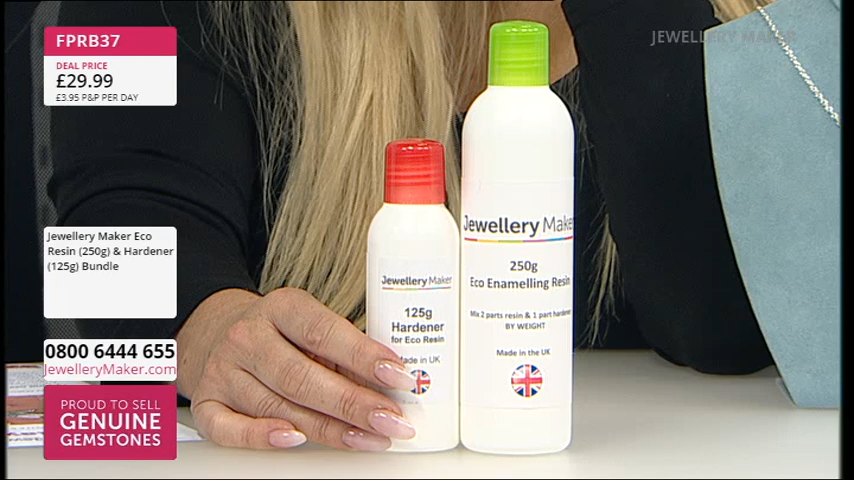 FPRB37
DEAL PRICE
£29.99
£3.95 P&P PER DAY
Jewellery Maker Eco
Resin (250g) & Hardener
(125g) Bundle
0800 6444 655
JewelleryMaker.com
PROUD TO SELL
GENUINE
GEMSTONES
JEWELLERY MAKER
JewelleryMaker
125g
Hardener
for Eco Resin
Made in UK
Jewellery Maker
250g
Eco Enamelling Resin
Mix 2 parts resin & 1 part hardener
BY WEIGHT
Made in the UK